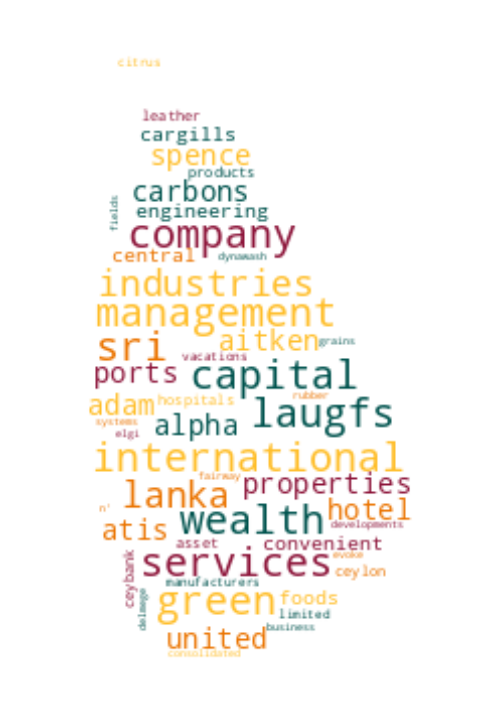 citrus
leather
cargills
spence
products
carbons
fields
engineering
company
central
dynawash
industries
management
aitken
grains
sri
vacations
ports
capital
rubber
adam
hospitals
laugfs
systems
alpha
elgi
international
fairway
properties
lanka
n'
hotel
wealth
atis
developments
asset
convenient
services
evoke
ceybank
ceylon
manufacturers
delmege
green
foods
limited
business
united
consolidated